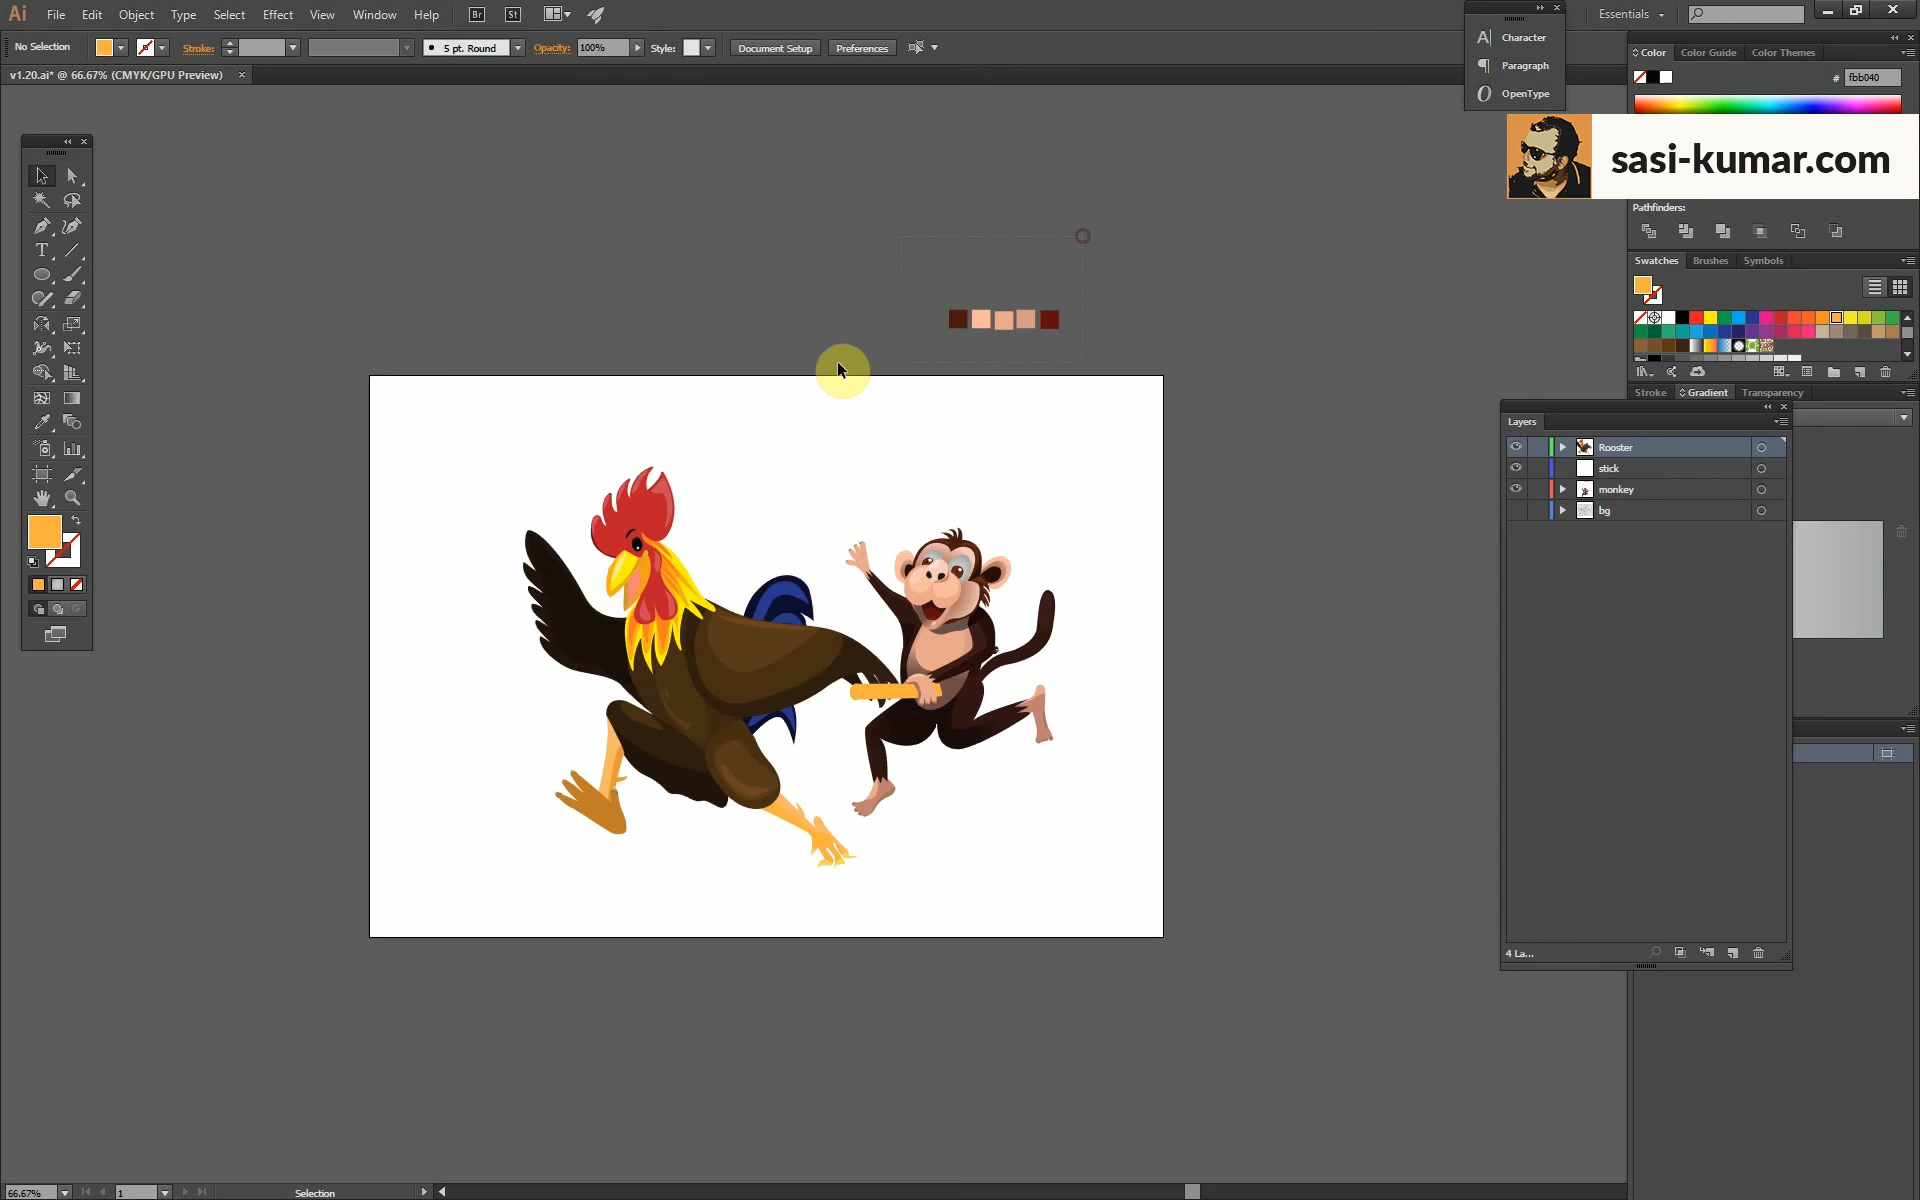 Ai File Edit Object Type Select Effect View Window Help Br St Essentials
No Selection Stroke: 5 pt. Round Opacity: 100% Style: Document Setup Preferences
v1.20.ai* @ 66.67% (CMYK/GPU Preview)
Character
Paragraph
OpenType
Color Color Guide Color Themes
# fbb040
sasi-kumar.com
Pathfinders:
Swatches Brushes Symbols
Stroke Gradient Transparency
Layers
Rooster
stick
monkey
bg
4 La...
66.67% 1 Selection